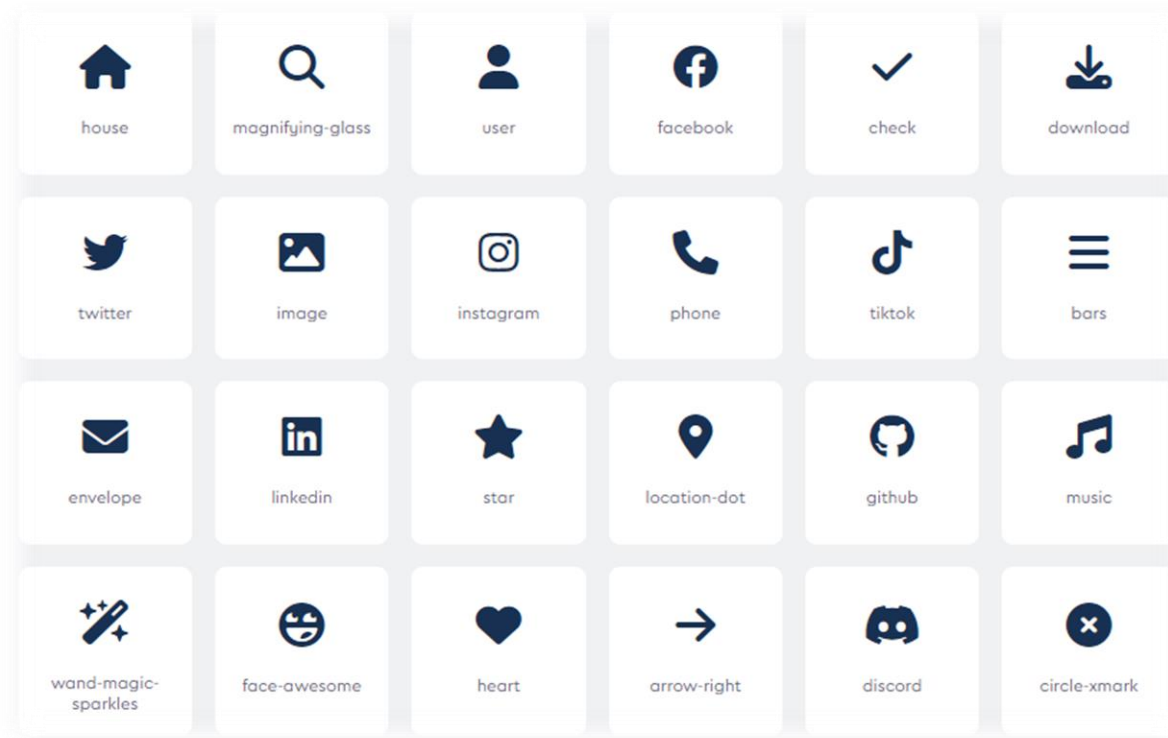 house
magnifying-glass
user
facebook
check
download
twitter
image
instagram
phone
tiktok
bars
envelope
linkedin
star
location-dot
github
music
wand-magic-
sparkles
face-awesome
heart
arrow-right
discord
circle-xmark